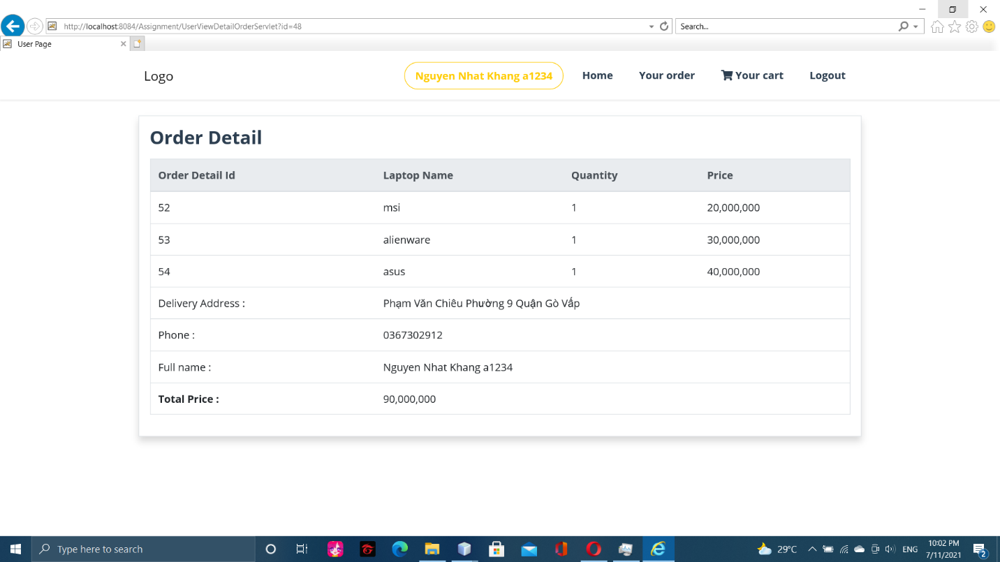 http://localhost:8084/Assignment/UserViewDetailOrderServlet?id=48
Search...
User Page
Logo
Nguyen Nhat Khang a1234
Home
Your order
Your cart
Logout
Order Detail
Order Detail Id Laptop Name Quantity Price
52 msi 1 20,000,000
53 alienware 1 30,000,000
54 asus 1 40,000,000
Delivery Address : Phạm Văn Chiêu Phường 9 Quận Gò Vấp
Phone : 0367302912
Full name : Nguyen Nhat Khang a1234
Total Price : 90,000,000
Type here to search
29°C
ENG
10:02 PM
7/11/2021
2